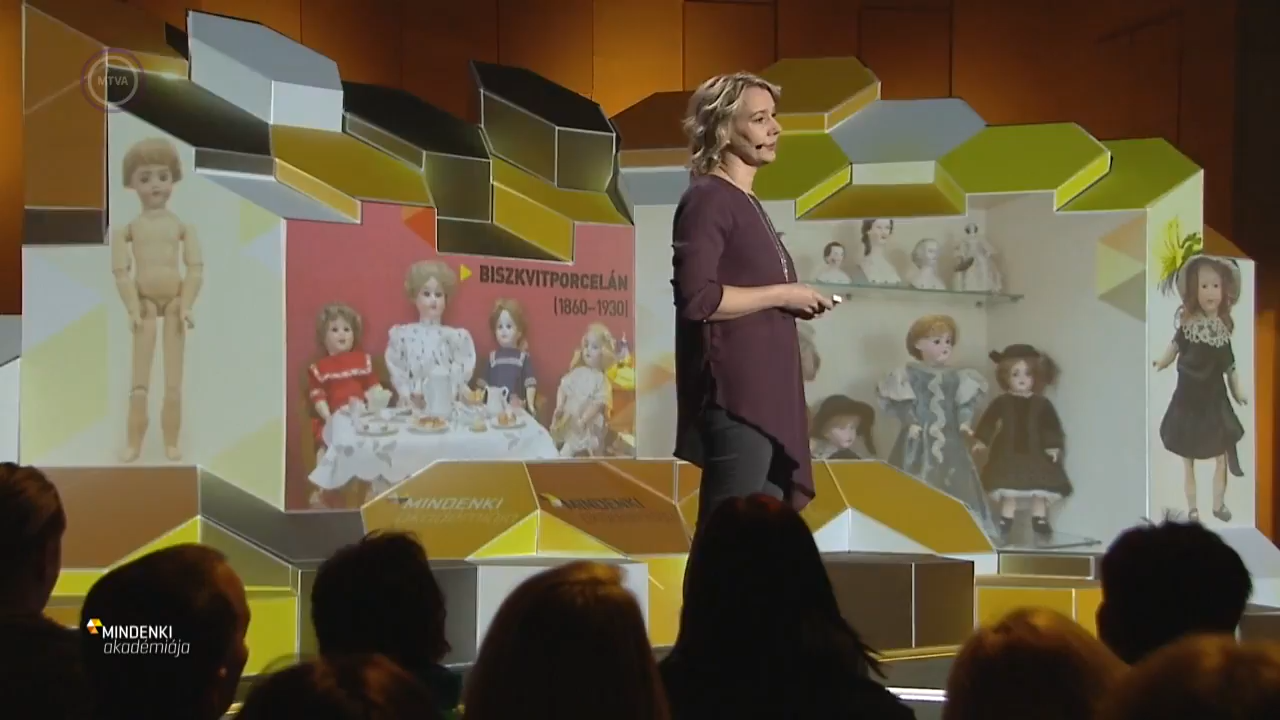 MTVA
BISZKVITPORCELÁN
(1860–1930)
MINDENKI
MINDENKI
MINDENKI
akadémiája